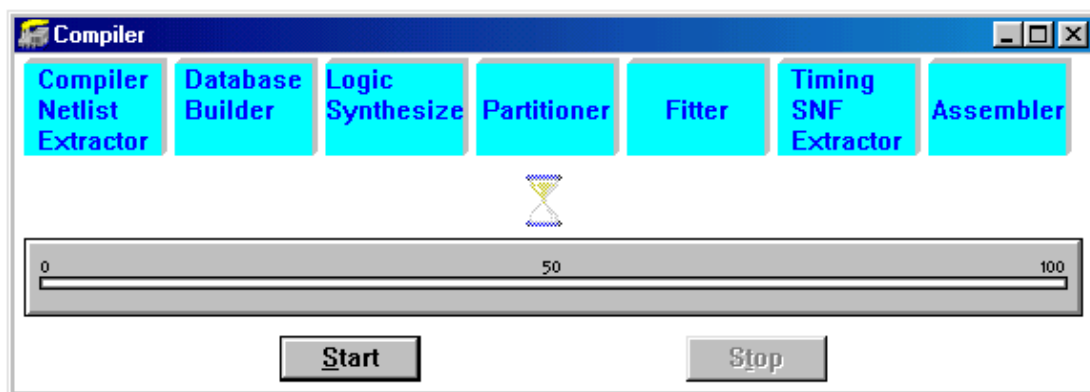 Compiler
Compiler
Netlist
Extractor
Database
Builder
Logic
Synthesize
Partitioner
Fitter
Timing
SNF
Extractor
Assembler
0 50 100
Start Stop